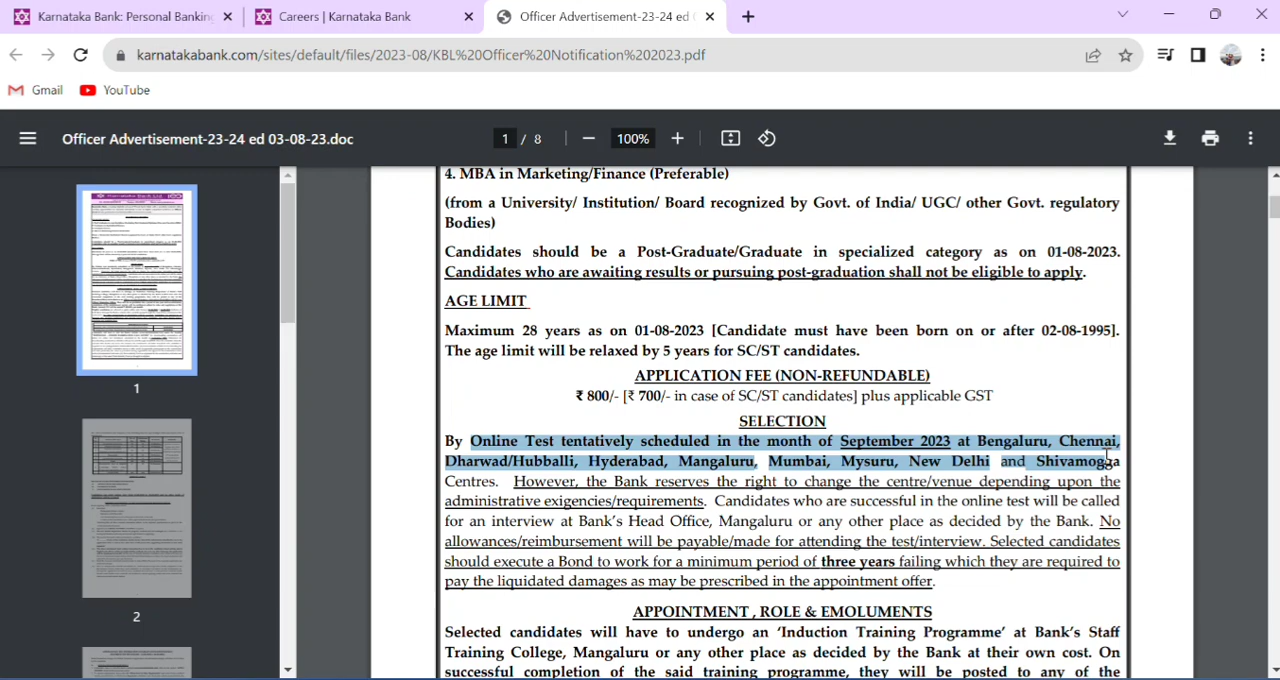 Karnataka Bank: Personal Banking
Careers | Karnataka Bank
Official Advertisement-23-24 ed
karnatakabank.com/sites/default/files/2023-08/KBL%20Officer%20Notification%202023.pdf
Gmail
YouTube
Officer Advertisement-23-24 ed 03-08-23.doc
1 / 8
100%
1
2
4. MBA in Marketing/Finance (Preferable)
(from a University/ Institution/ Board recognized by Govt. of India/ UGC/ other Govt. regulatory
Bodies)
Candidates should be a Post-Graduate/Graduate in specialized category as on 01-08-2023.
Candidates who are awaiting results or pursuing post-graduation shall not be eligible to apply.
AGE LIMIT
Maximum 28 years as on 01-08-2023 [Candidate must have been born on or after 02-08-1995].
The age limit will be relaxed by 5 years for SC/ST candidates.
APPLICATION FEE (NON-REFUNDABLE)
₹ 800/- [₹ 700/- in case of SC/ST candidates] plus applicable GST
SELECTION
By Online Test tentatively scheduled in the month of September 2023 at Bengaluru, Chennai,
Dharwad/Hubballi, Hyderabad, Mangaluru, Mumbai, Mysuru, New Delhi and Shivamogga
Centres. However, the Bank reserves the right to change the centre/venue depending upon the
administrative exigencies/requirements. Candidates who are successful in the online test will be called
for an interview at Bank's Head Office, Mangaluru or any other place as decided by the Bank. No
allowances/reimbursement will be payable/made for attending the test/interview. Selected candidates
should execute a Bond to work for a minimum period of three years failing which they are required to
pay the liquidated damages as may be prescribed in the appointment offer.
APPOINTMENT , ROLE & EMOLUMENTS
Selected candidates will have to undergo an 'Induction Training Programme' at Bank's Staff
Training College, Mangaluru or any other place as decided by the Bank at their own cost. On
successful completion of the said training programme, they will be posted to any of the